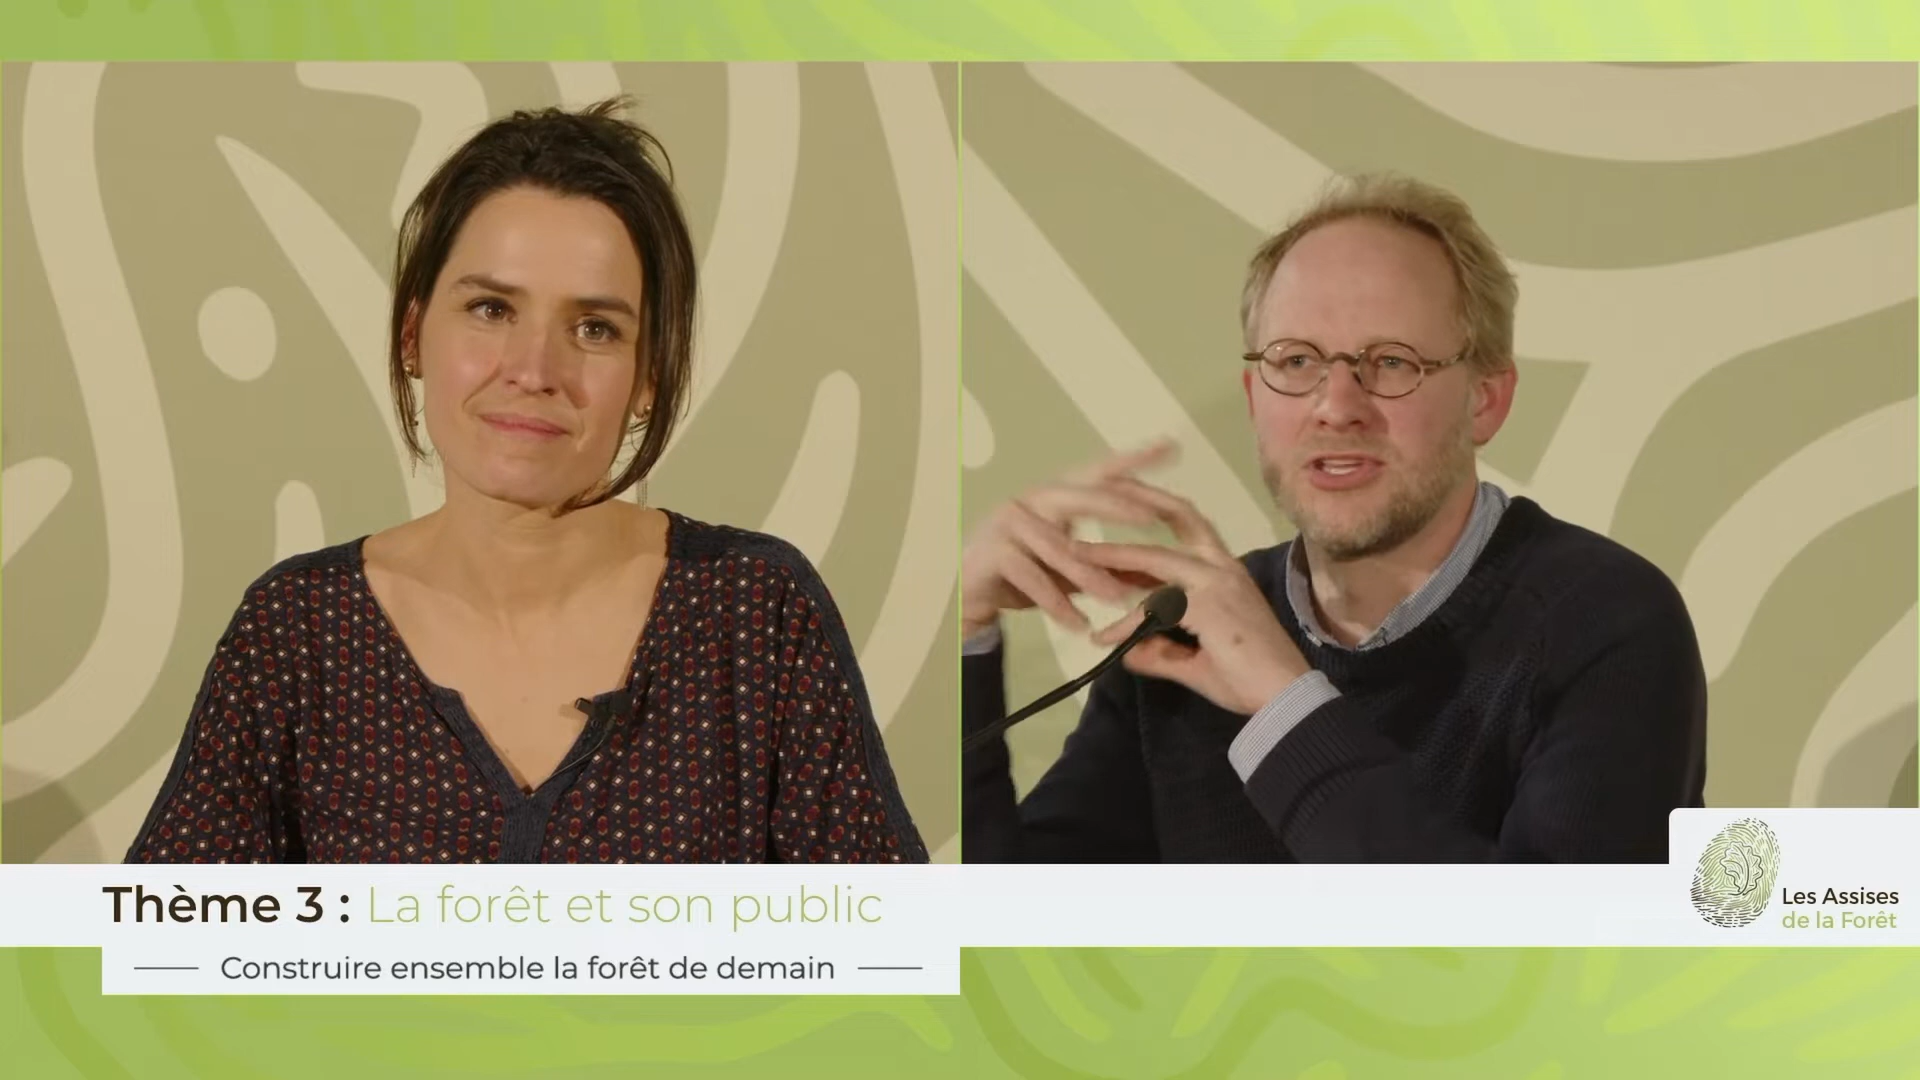 Thème 3 : La forêt et son public
Construire ensemble la forêt de demain
Les Assises
de la Forêt